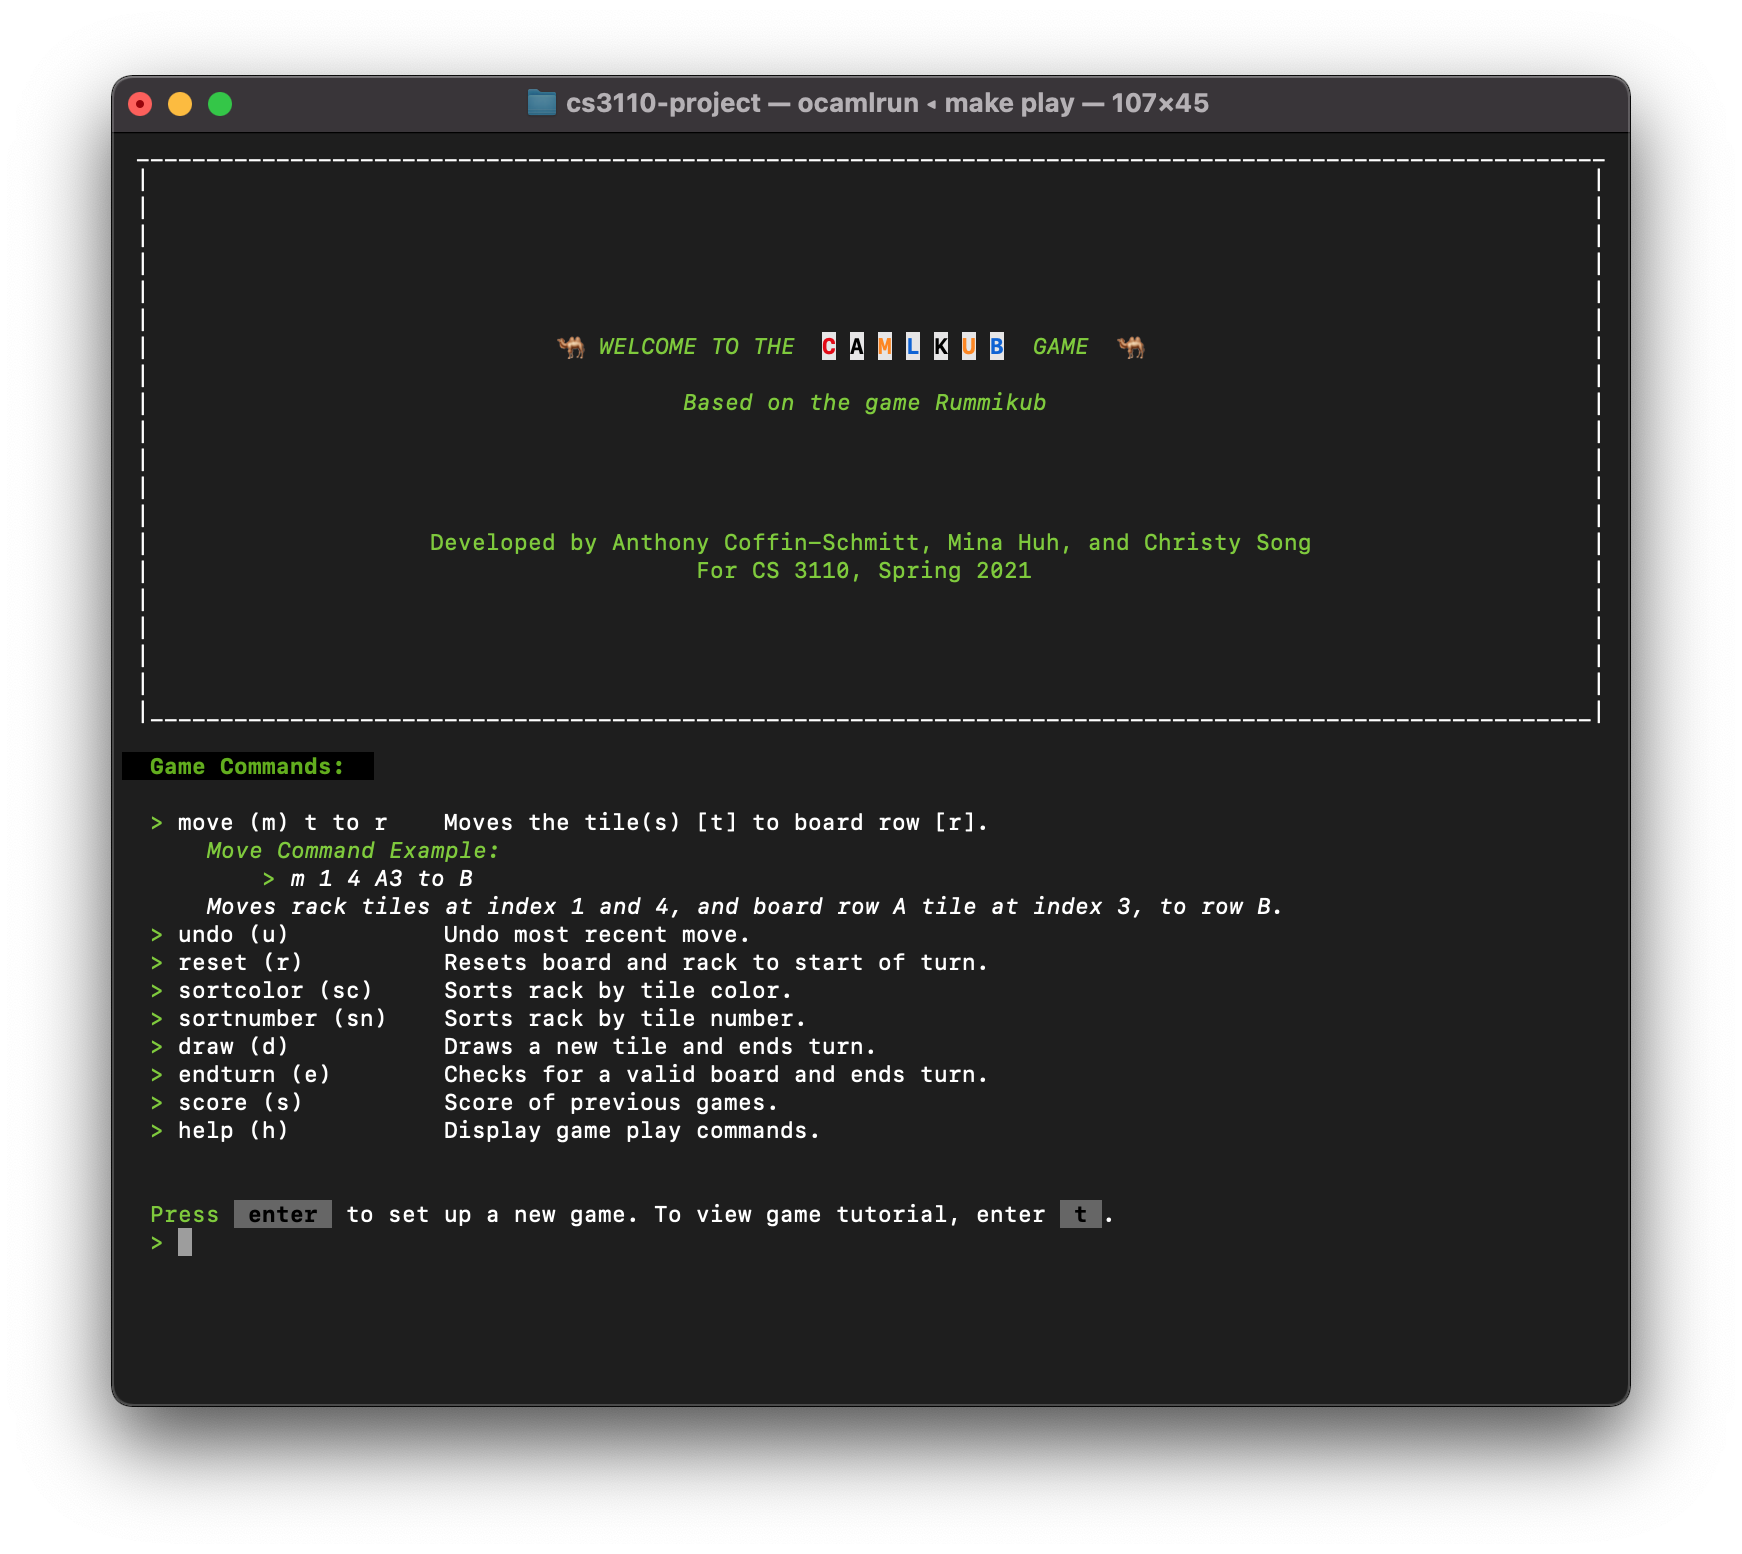 cs3110-project — ocamlrun ◂ make play — 107×45
🐫 WELCOME TO THE C A M L K U B GAME 🐫
Based on the game Rummikub
Developed by Anthony Coffin-Schmitt, Mina Huh, and Christy Song
For CS 3110, Spring 2021
Game Commands:
> move (m) t to r    Moves the tile(s) [t] to board row [r].
Move Command Example:
> m 1 4 A3 to B
Moves rack tiles at index 1 and 4, and board row A tile at index 3, to row B.
> undo (u)           Undo most recent move.
> reset (r)          Resets board and rack to start of turn.
> sortcolor (sc)     Sorts rack by tile color.
> sortnumber (sn)    Sorts rack by tile number.
> draw (d)           Draws a new tile and ends turn.
> endturn (e)        Checks for a valid board and ends turn.
> score (s)          Score of previous games.
> help (h)           Display game play commands.
Press enter to set up a new game. To view game tutorial, enter t .
>